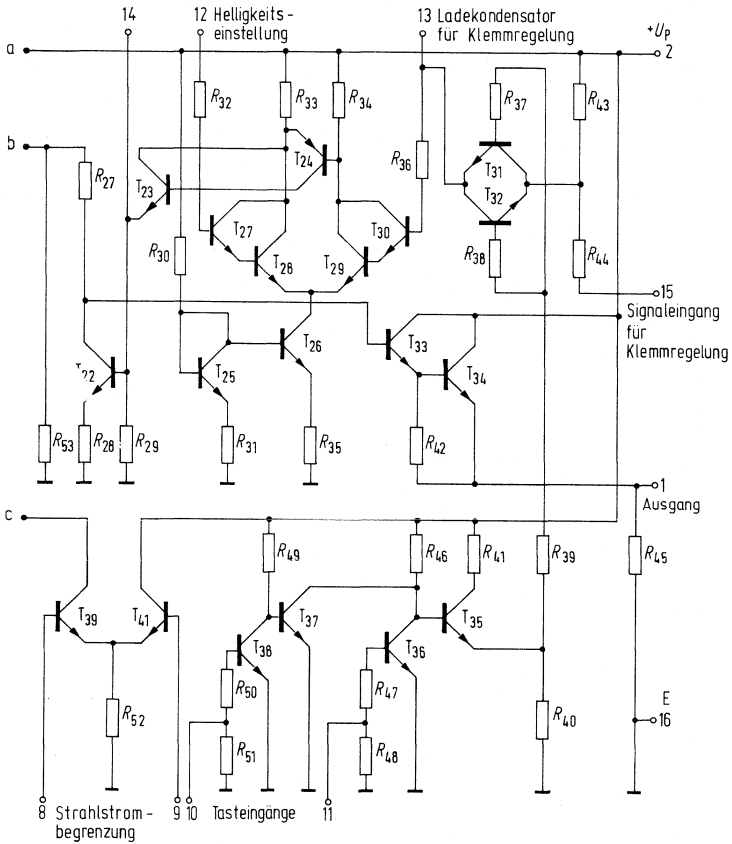 14
12 Helligkeits-
einstellung
13 Ladekondensator
für Klemmregelung
+UP
2
a
R32
R33
R34
R37
R43
b
T24
R36
T31
R27
T23
T32
T27
T30
R30
T28
T29
R38
R44
15
Signaleingang
für
Klemmregelung
T26
T33
T22
T25
T34
R53
R28
R29
R31
R35
R42
1
Ausgang
c
R49
R46
R41
R39
R45
T39
T41
T37
T35
T38
T36
R50
R47
R52
R40
E
16
R51
R48
8 Strahlstrom-
begrenzung
9
10 Tasteingänge
11